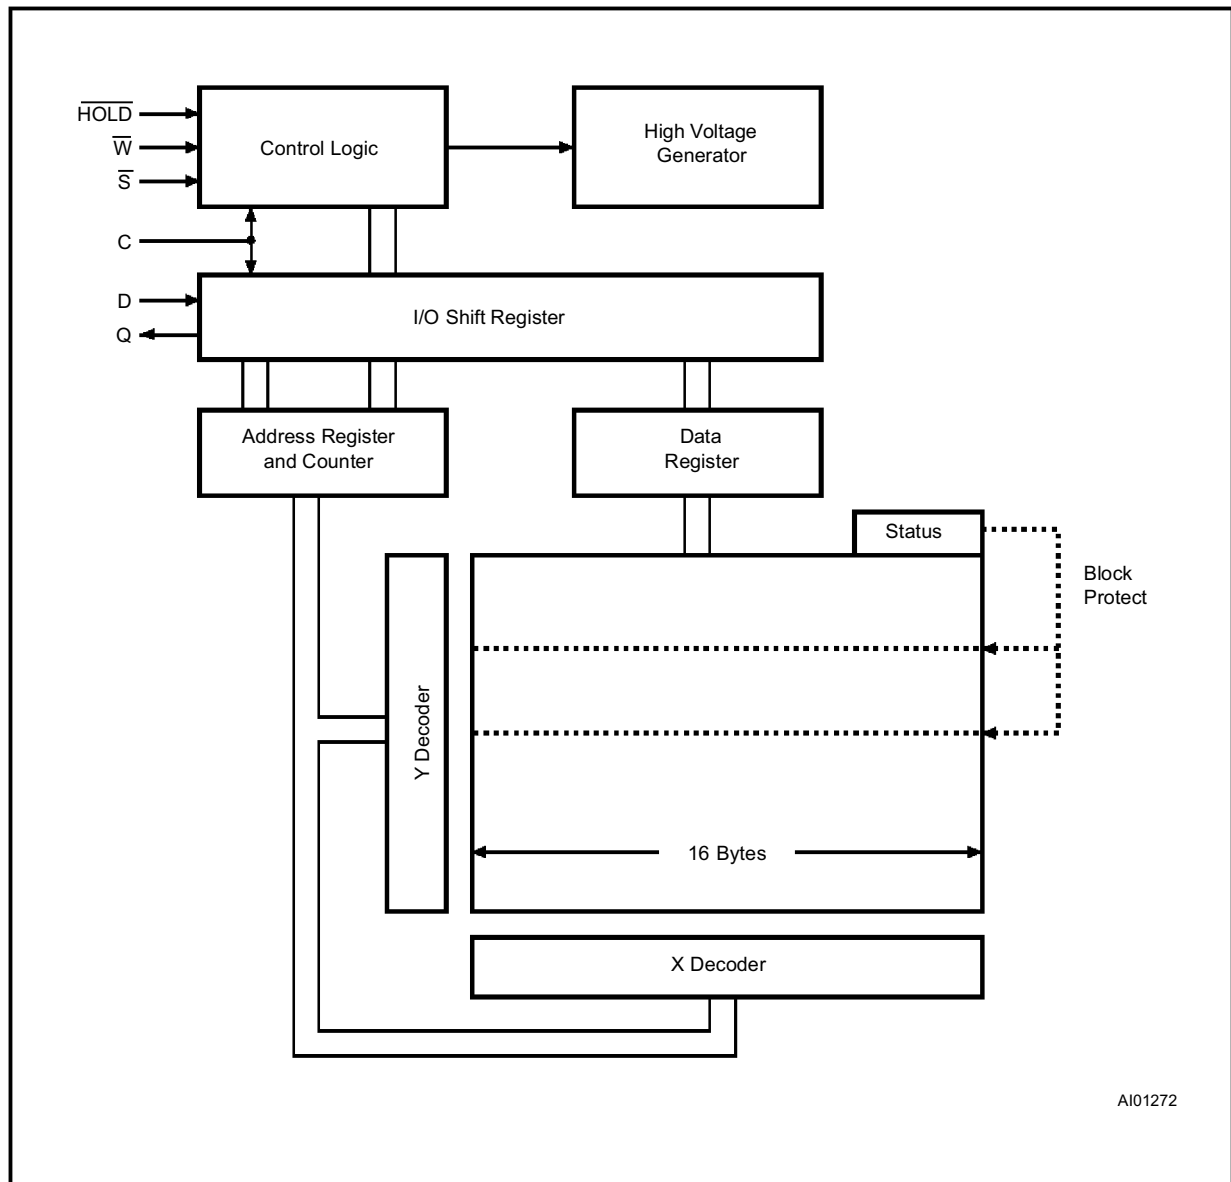 H̅O̅L̅D̅
W̅
S̅
C
D
Q
Control Logic
High Voltage
Generator
I/O Shift Register
Address Register
and Counter
Data
Register
Status
Block
Protect
Y Decoder
16 Bytes
X Decoder
AI01272